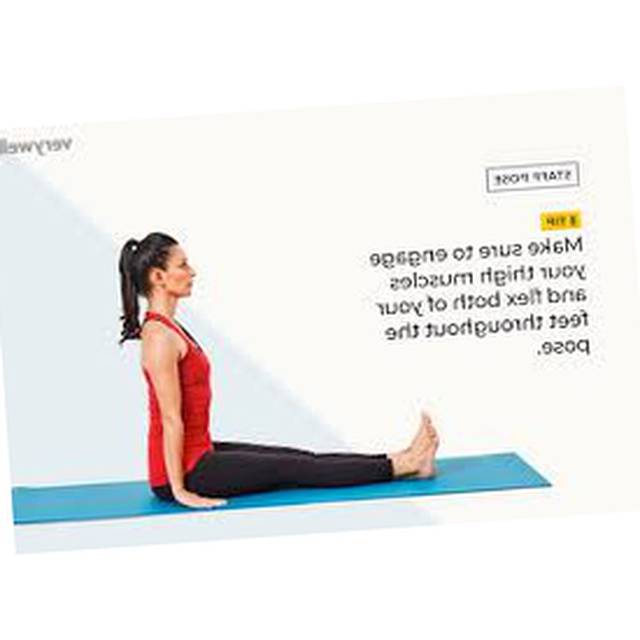 verywell
STAFF POSE
# TIP
Make sure to engage
your thigh muscles
and flex both of your
feet throughout the
pose.